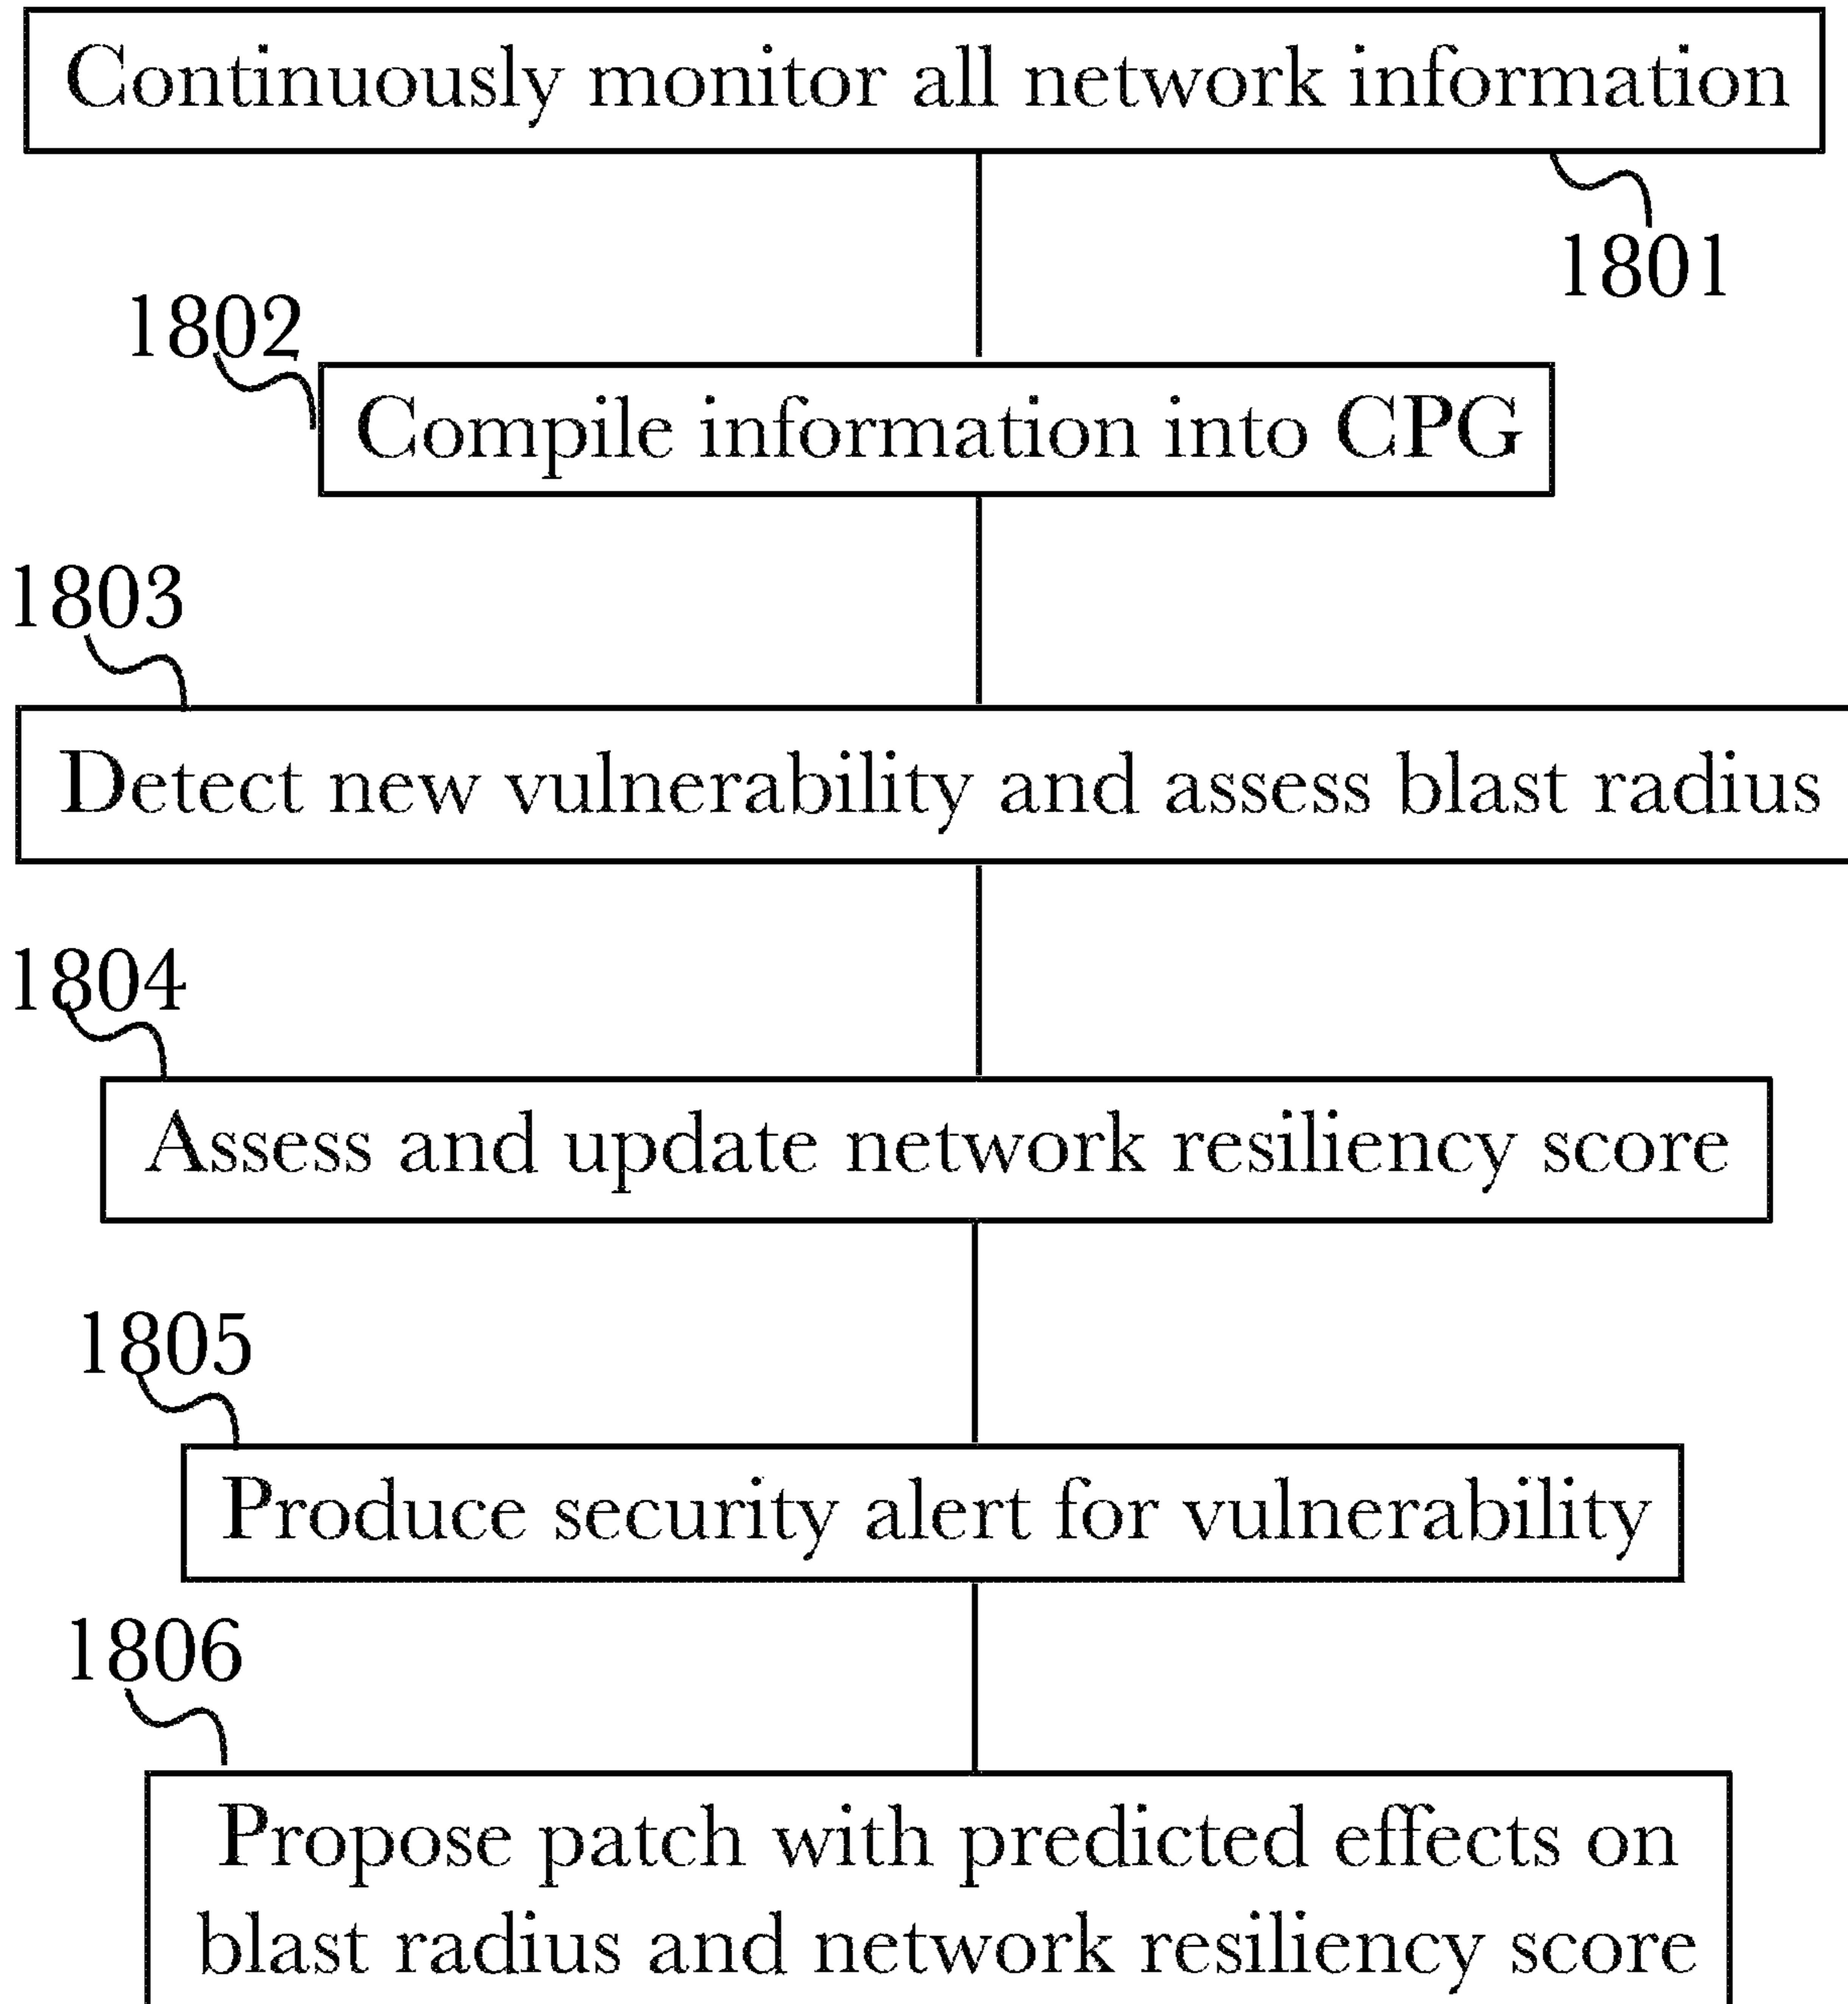 Continuously monitor all network information
1801
1802
Compile information into CPG
1803
Detect new vulnerability and assess blast radius
1804
Assess and update network resiliency score
1805
Produce security alert for vulnerability
1806
Propose patch with predicted effects on
blast radius and network resiliency score